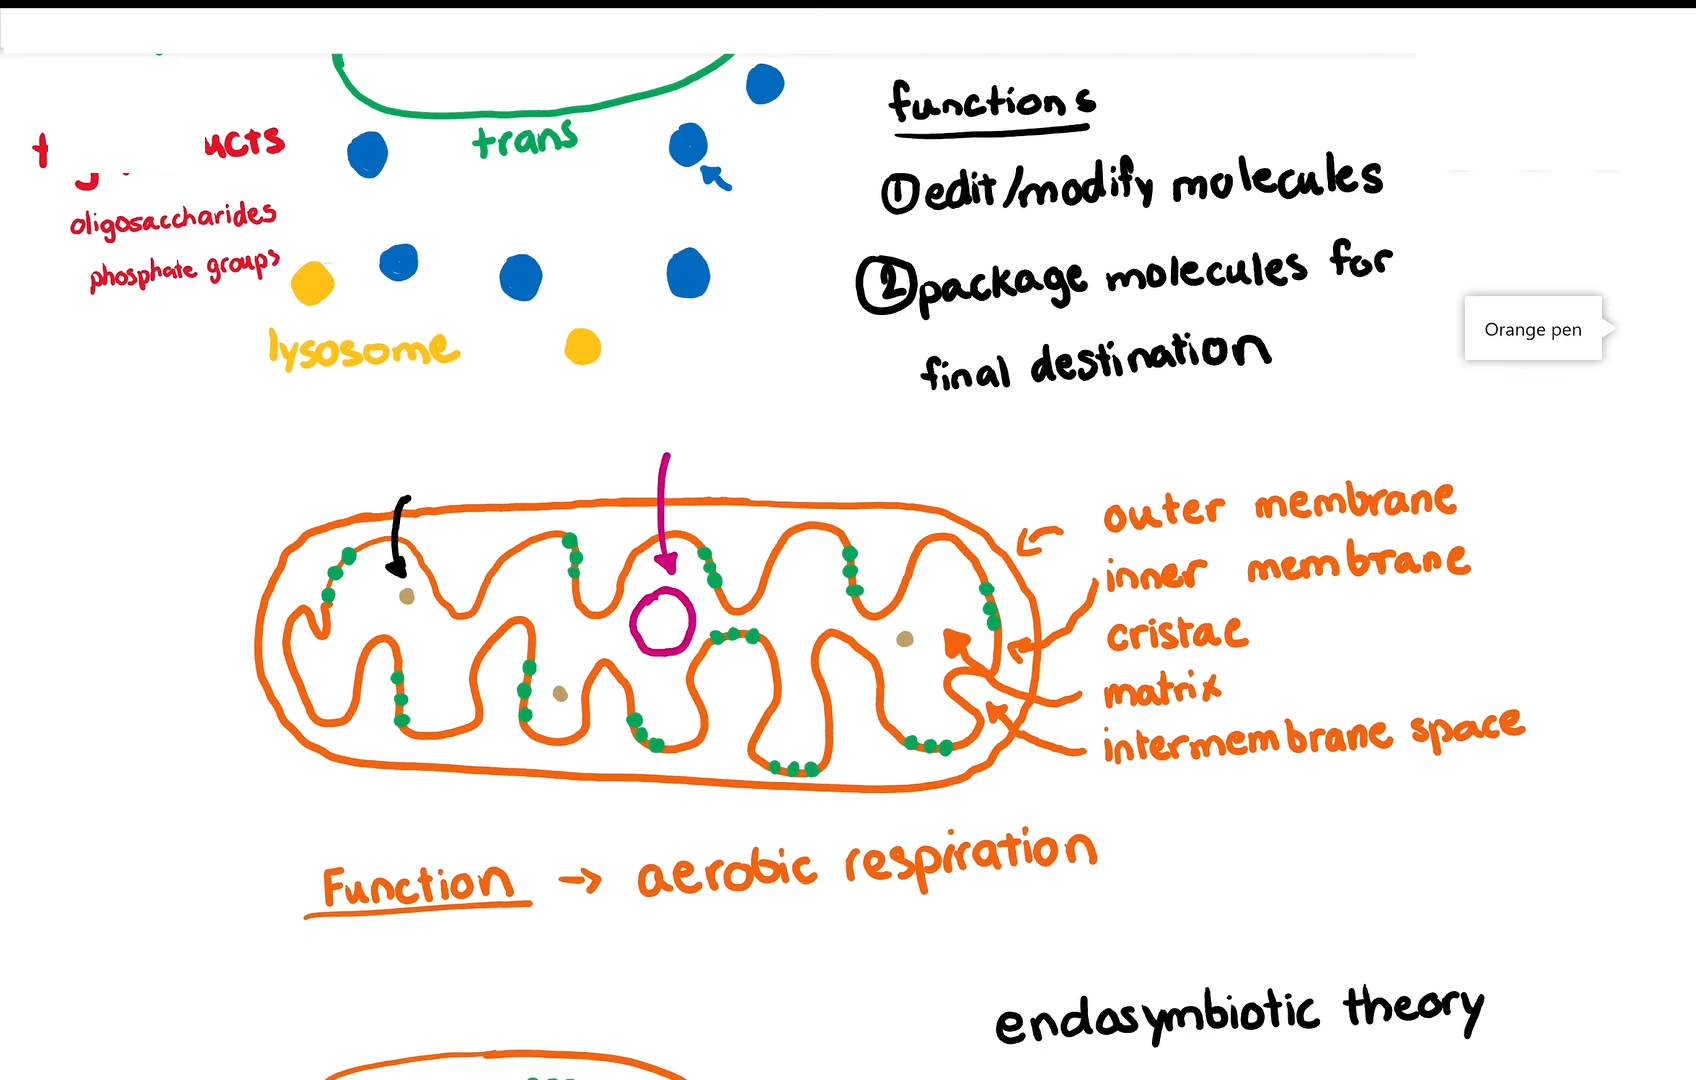 functions
ucts
trans
①edit/modify molecules
oligosaccharides
phosphate groups
②package molecules for
final destination
Orange pen
lysosome
outer membrane
inner membrane
cristae
matrix
intermembrane space
Function → aerobic respiration
endosymbiotic theory